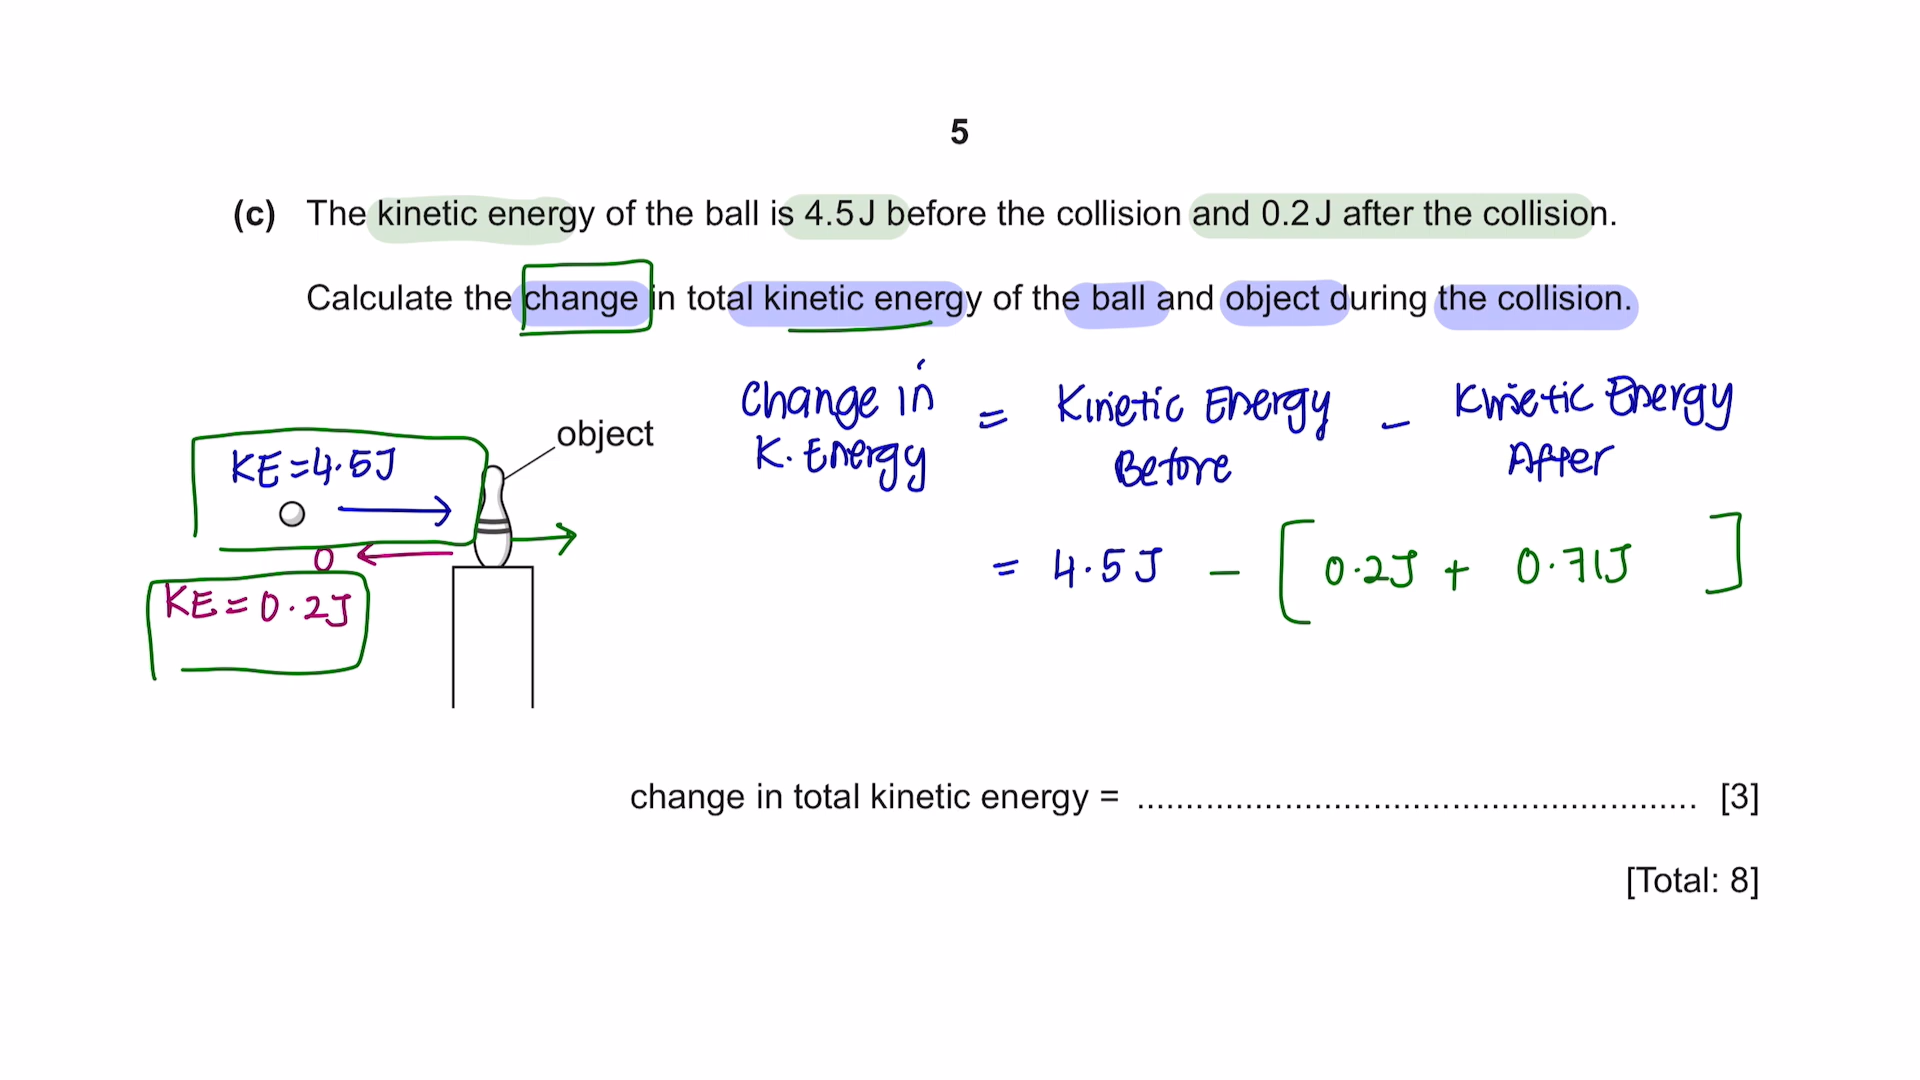 5
(c) The kinetic energy of the ball is 4.5 J before the collision and 0.2 J after the collision.
Calculate the change in total kinetic energy of the ball and object during the collision.
Change in K. Energy = Kinetic Energy Before - Kinetic Energy After
object
KE = 4.5J
= 4.5J - [ 0.2J + 0.71J ]
KE = 0.2J
change in total kinetic energy = ........................................................ [3]
[Total: 8]